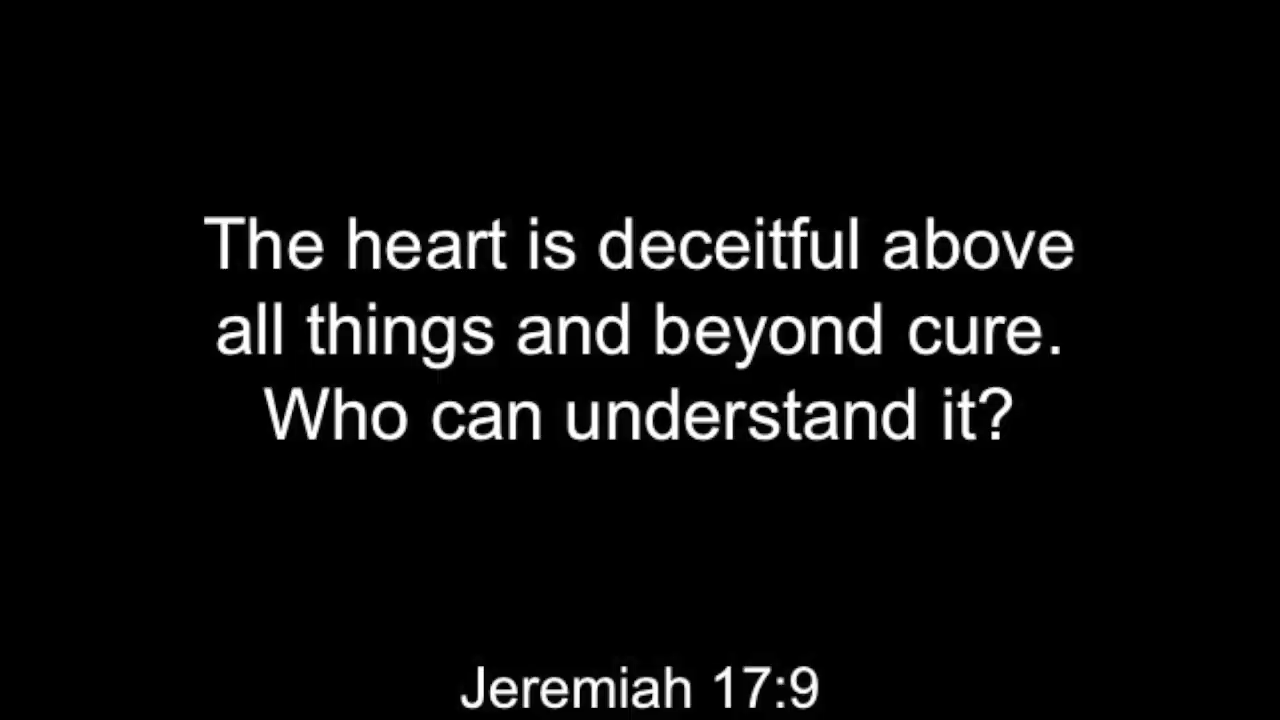 The heart is deceitful above
all things and beyond cure.
Who can understand it?
Jeremiah 17:9